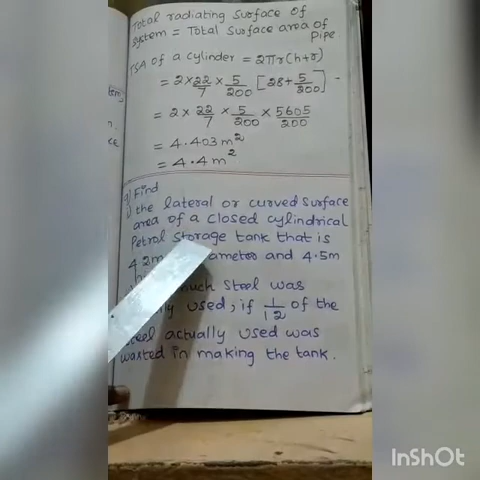 Total radiating surface of
system = Total surface area of
pipe
TSA of a cylinder = 2πr(h+r)
= 2 × 22/7 × 5/200 [28 + 5/200]
= 2 × 22/7 × 5/200 × 5605/200
= 4.403 m²
= 4.4 m²
9) Find
i) the lateral or curved surface
area of a closed cylindrical
Petrol storage tank that is
4.2m and 4.5m
much steel was
used, if 1/12 of the
steel actually used was
wasted in making the tank.
InShOt